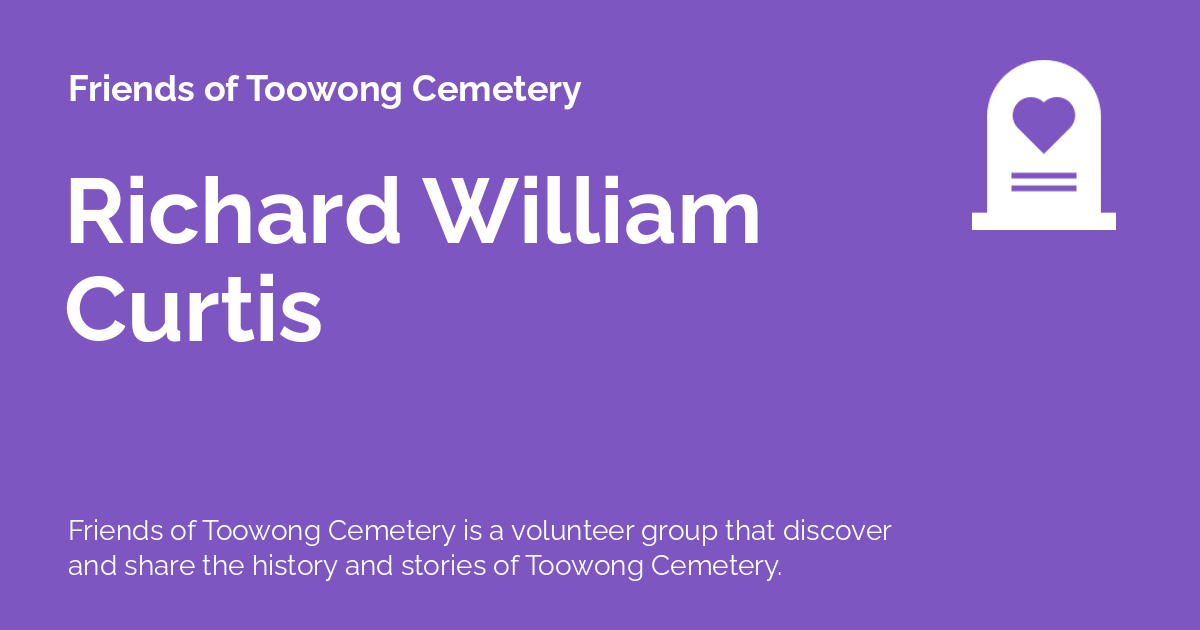 Friends of Toowong Cemetery
Richard William
Curtis
Friends of Toowong Cemetery is a volunteer group that discover
and share the history and stories of Toowong Cemetery.